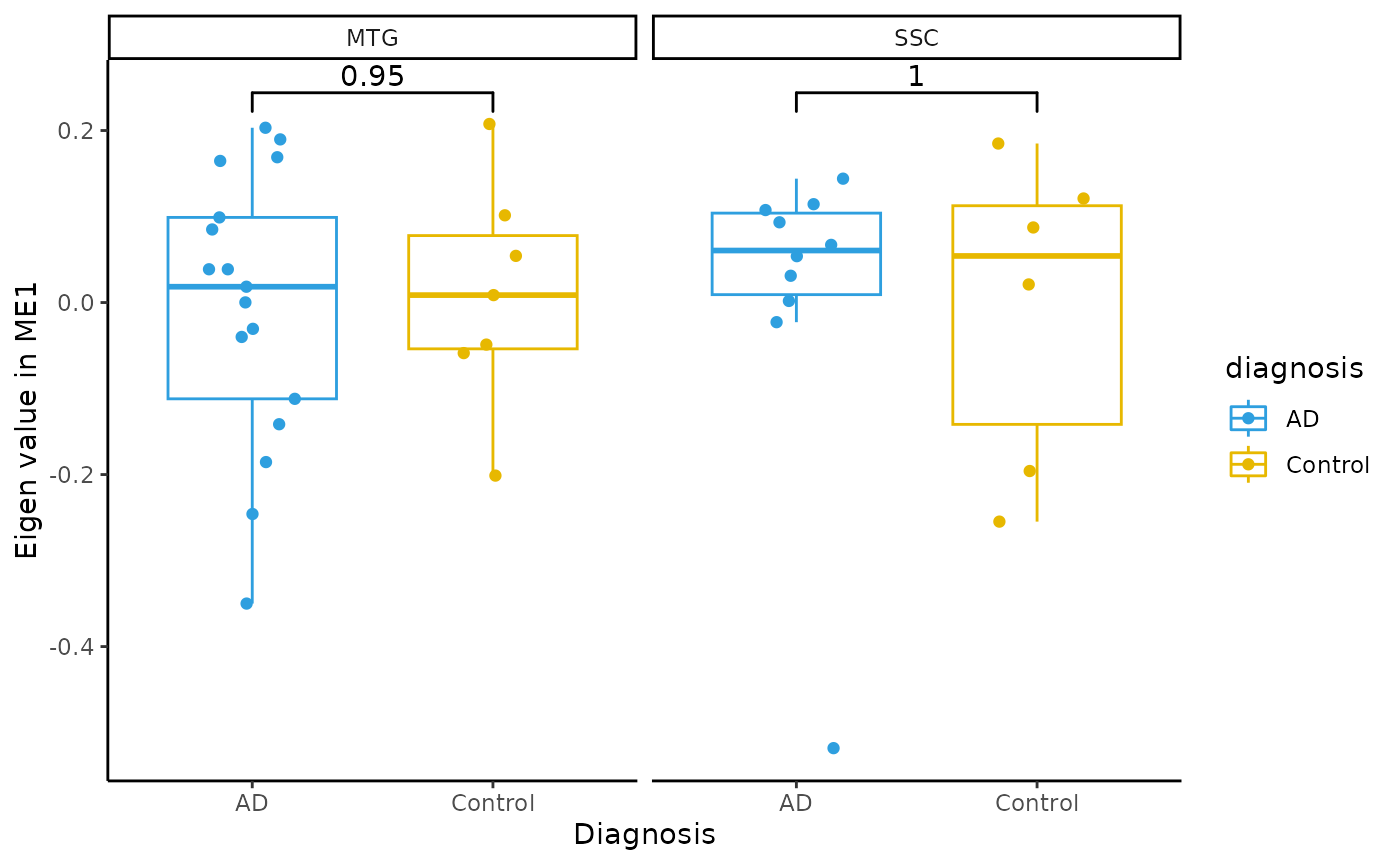 MTG
SSC
0.95
1
0.2
0.0
-0.2
-0.4
Eigen value in ME1
AD
Control
AD
Control
Diagnosis
diagnosis
AD
Control